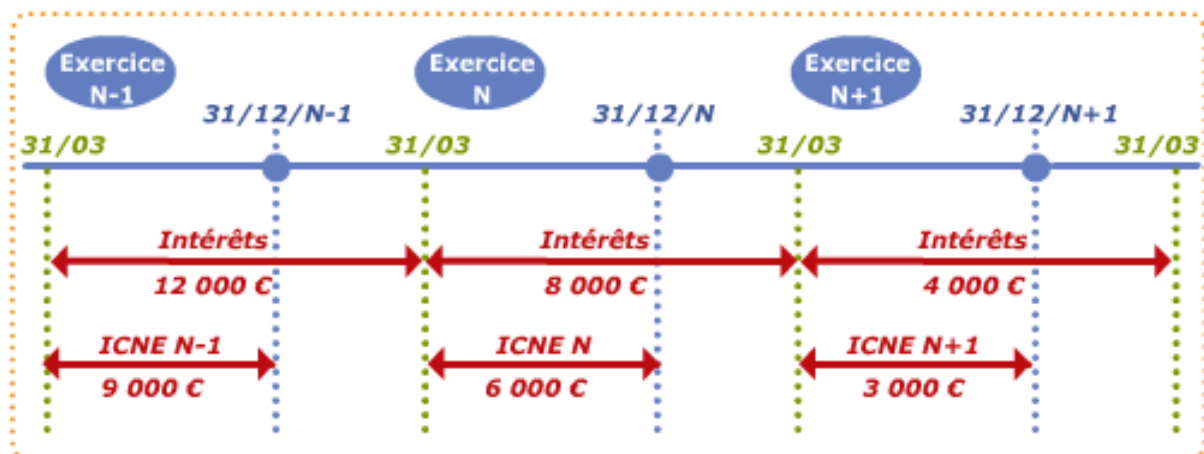 Exercice
N-1
Exercice
N
Exercice
N+1
31/12/N-1
31/12/N
31/12/N+1
31/03
31/03
31/03
31/03
Intérêts
12 000 €
Intérêts
8 000 €
Intérêts
4 000 €
ICNE N-1
9 000 €
ICNE N
6 000 €
ICNE N+1
3 000 €